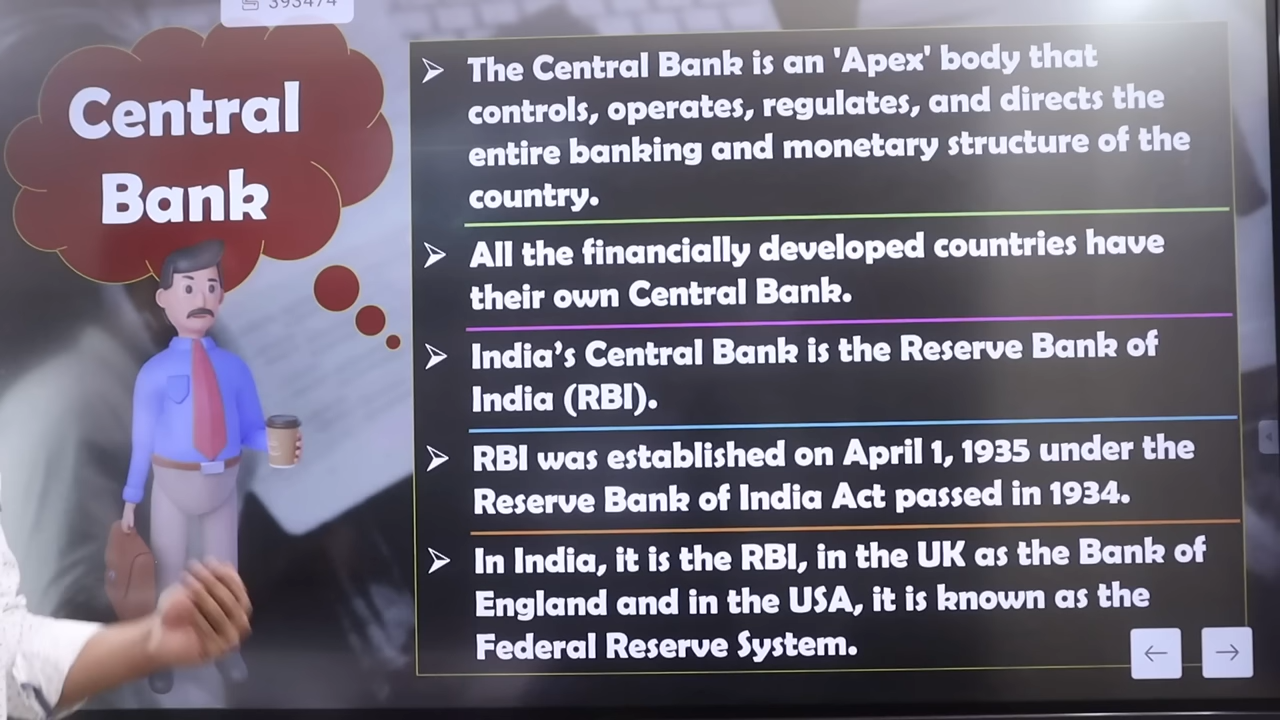 393474
Central
Bank
➢ The Central Bank is an 'Apex' body that
controls, operates, regulates, and directs the
entire banking and monetary structure of the
country.
➢ All the financially developed countries have
their own Central Bank.
➢ India’s Central Bank is the Reserve Bank of
India (RBI).
➢ RBI was established on April 1, 1935 under the
Reserve Bank of India Act passed in 1934.
➢ In India, it is the RBI, in the UK as the Bank of
England and in the USA, it is known as the
Federal Reserve System.